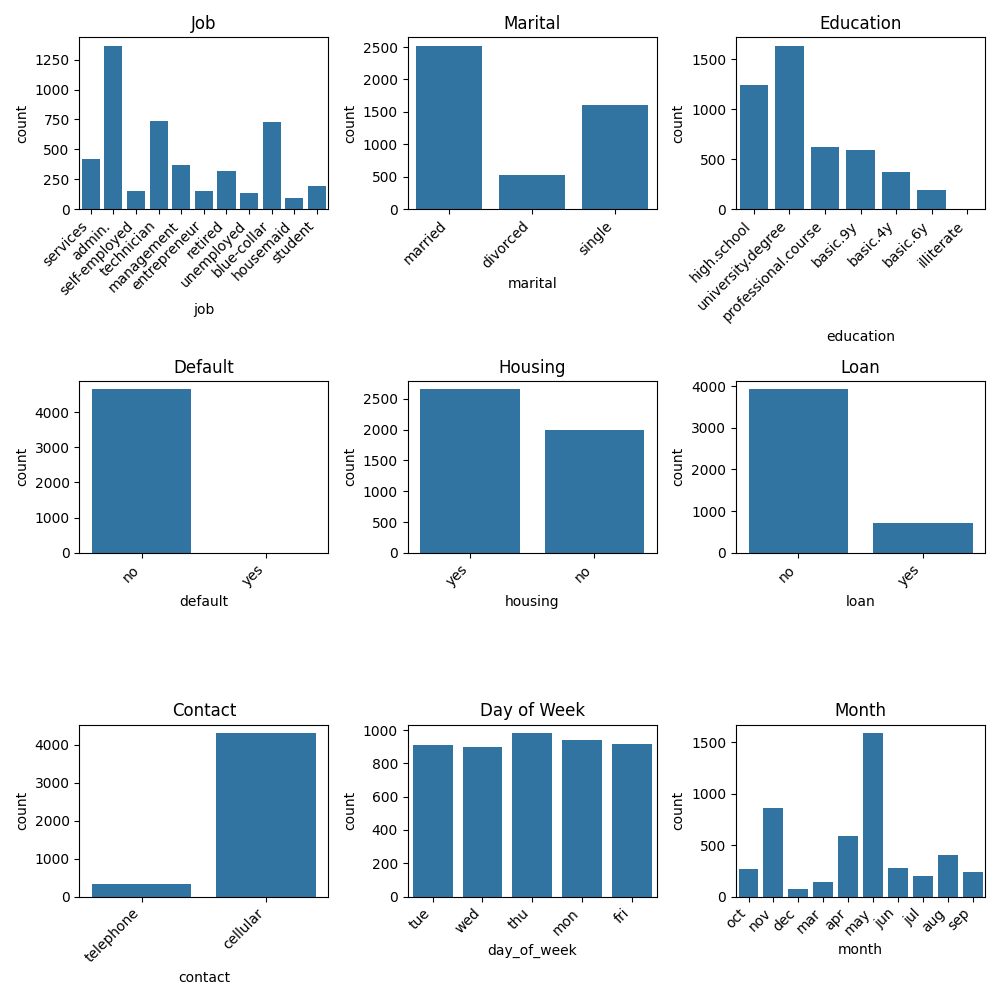 Job
count
1250
1000
750
500
250
0
services
admin.
self-employed
technician
management
entrepreneur
retired
unemployed
blue-collar
housemaid
student
job
Marital
count
2500
2000
1500
1000
500
0
married
divorced
single
marital
Education
count
1500
1000
500
0
high.school
university.degree
professional.course
basic.9y
basic.4y
basic.6y
illiterate
education
Default
count
4000
3000
2000
1000
0
no
yes
default
Housing
count
2500
2000
1500
1000
500
0
yes
no
housing
Loan
count
4000
3000
2000
1000
0
no
yes
loan
Contact
count
4000
3000
2000
1000
0
telephone
cellular
contact
Day of Week
count
1000
800
600
400
200
0
tue
wed
thu
mon
fri
day_of_week
Month
count
1500
1000
500
0
oct
nov
dec
mar
apr
may
jun
jul
aug
sep
month